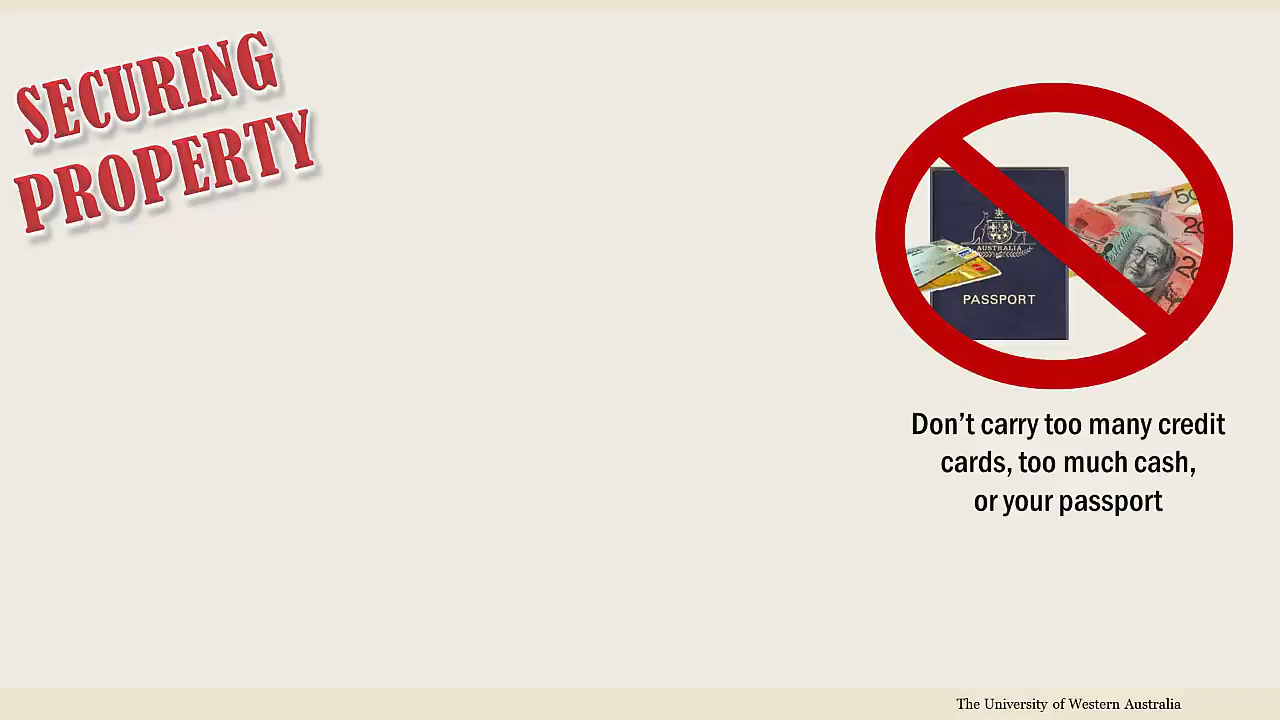 SECURING
PROPERTY
AUSTRALIA
PASSPORT
Don't carry too many credit
cards, too much cash,
or your passport
The University of Western Australia